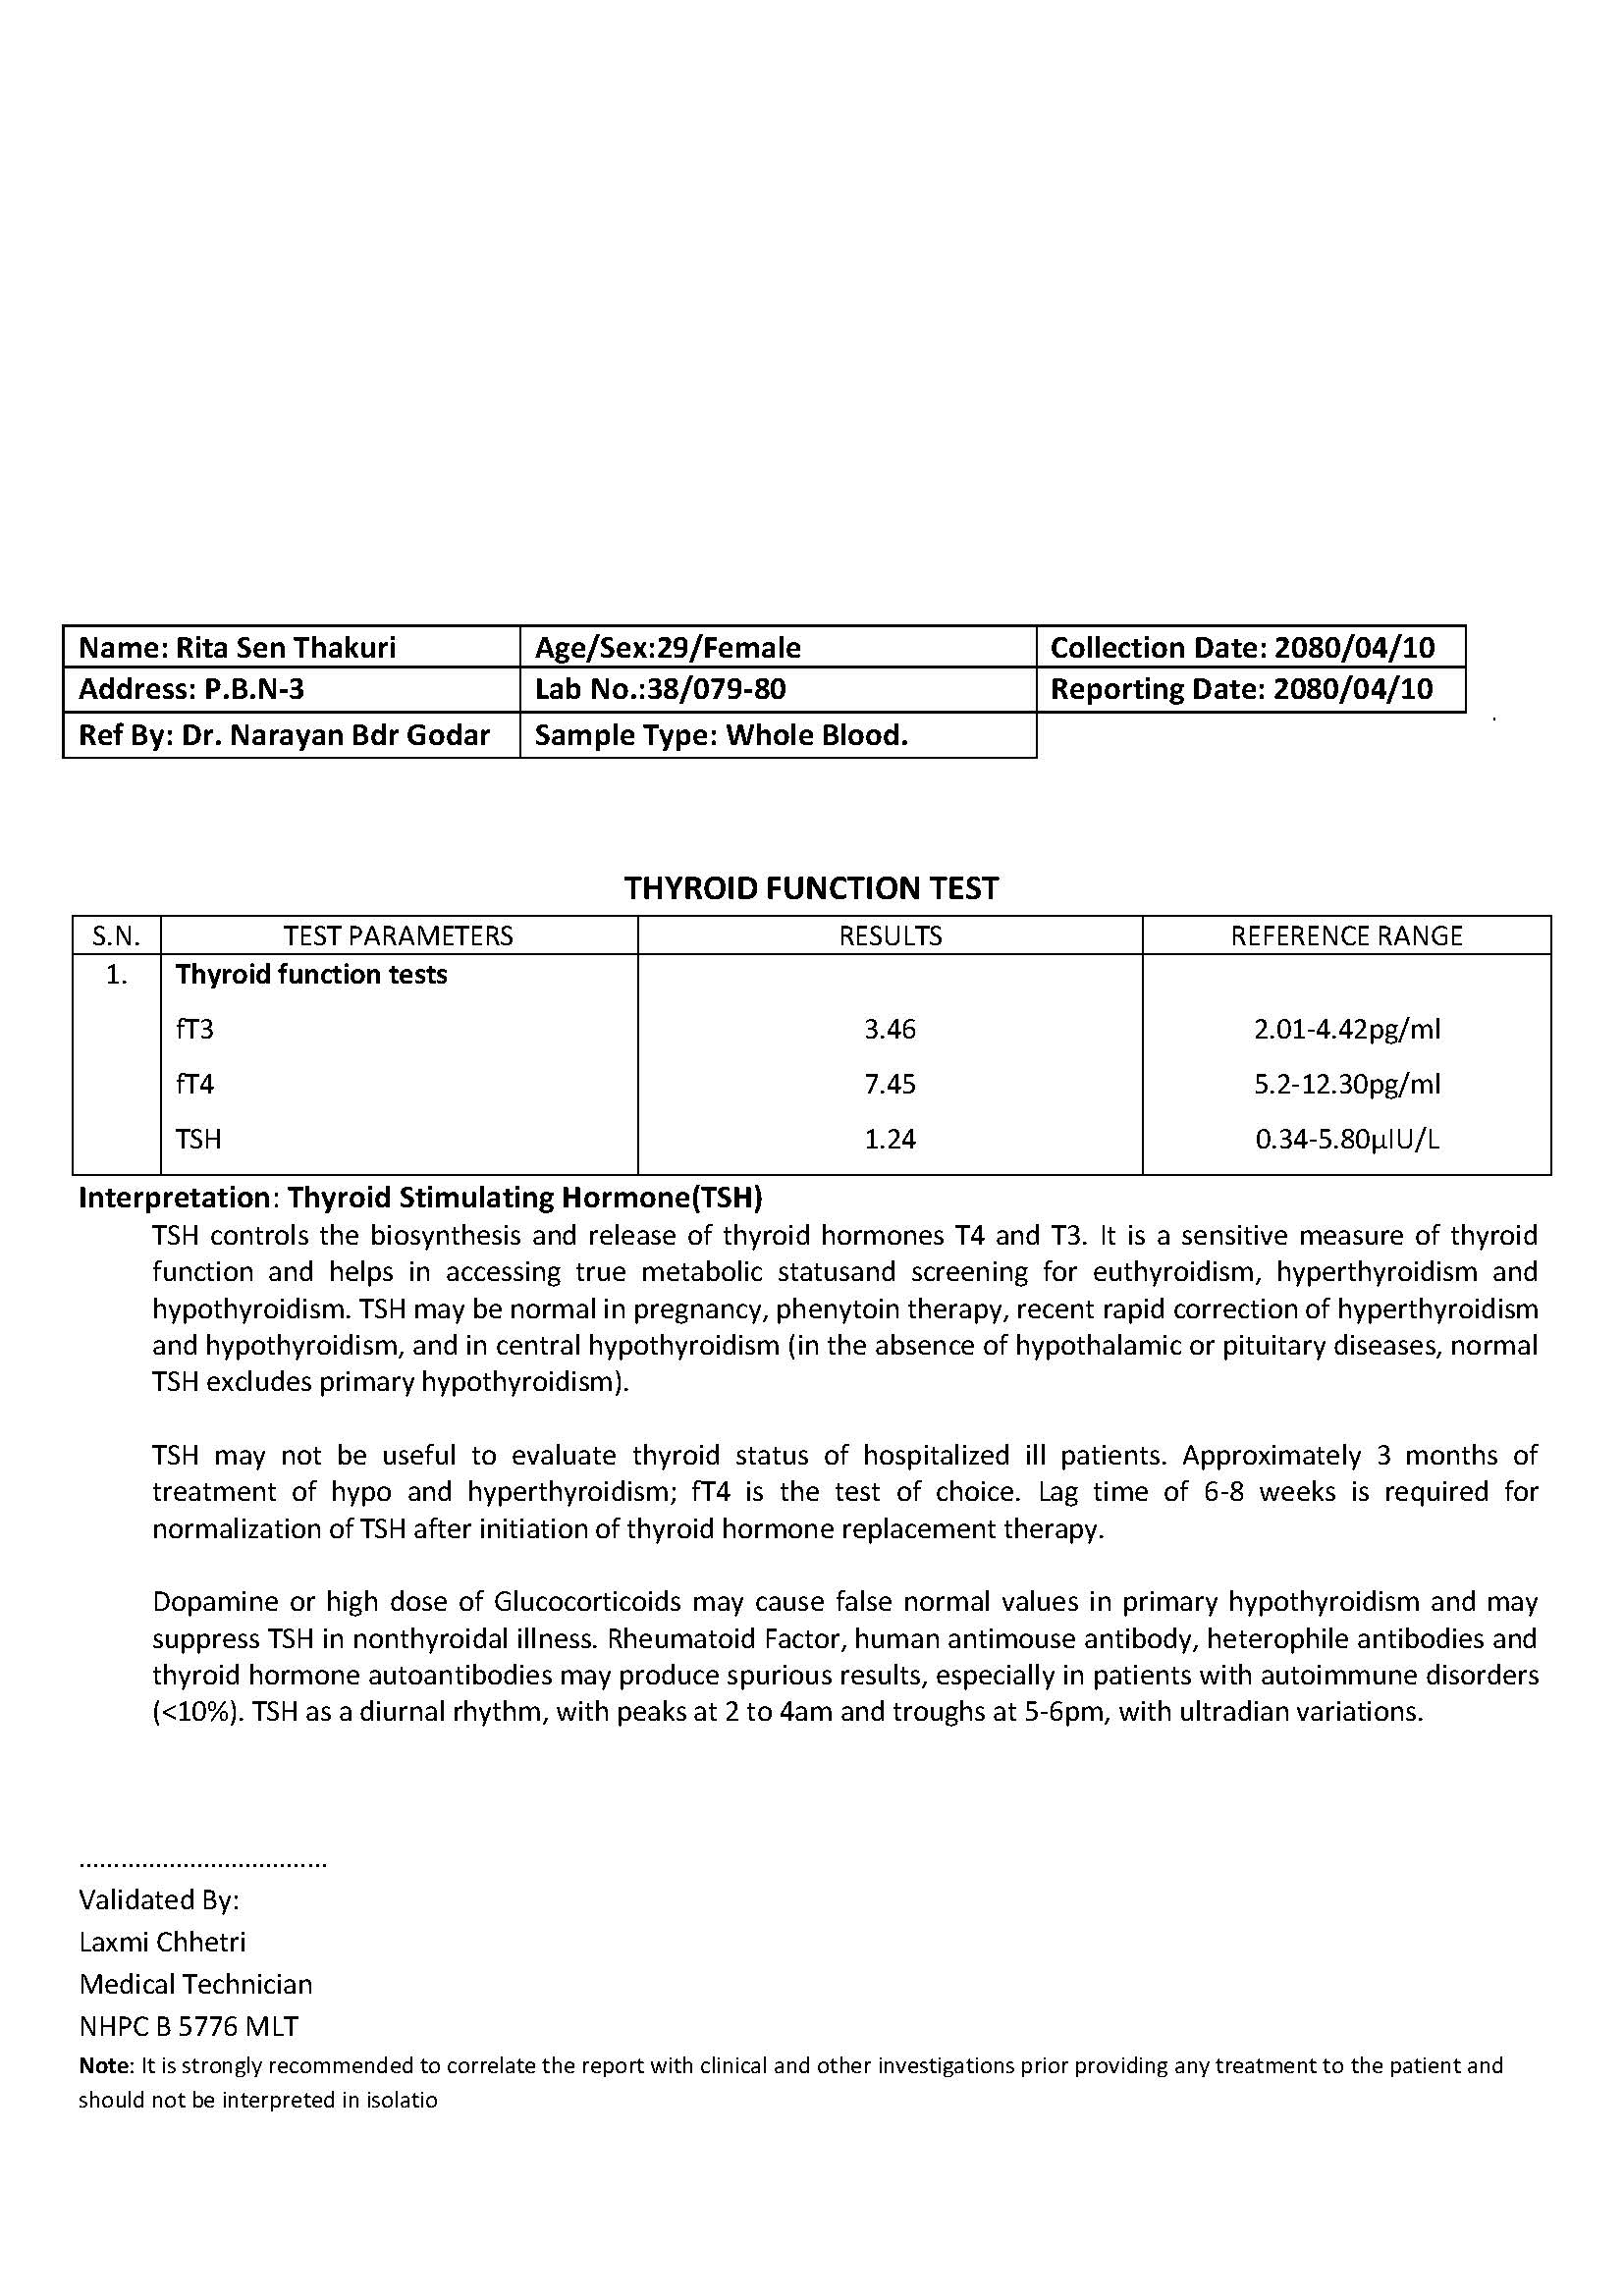 Name: Rita Sen Thakuri Age/Sex:29/Female Collection Date: 2080/04/10
Address: P.B.N-3 Lab No.:38/079-80 Reporting Date: 2080/04/10
Ref By: Dr. Narayan Bdr Godar Sample Type: Whole Blood.
THYROID FUNCTION TEST
S.N. TEST PARAMETERS RESULTS REFERENCE RANGE
1. Thyroid function tests
fT3 3.46 2.01-4.42pg/ml
fT4 7.45 5.2-12.30pg/ml
TSH 1.24 0.34-5.80µIU/L
Interpretation: Thyroid Stimulating Hormone(TSH)
TSH controls the biosynthesis and release of thyroid hormones T4 and T3. It is a sensitive measure of thyroid
function and helps in accessing true metabolic statusand screening for euthyroidism, hyperthyroidism and
hypothyroidism. TSH may be normal in pregnancy, phenytoin therapy, recent rapid correction of hyperthyroidism
and hypothyroidism, and in central hypothyroidism (in the absence of hypothalamic or pituitary diseases, normal
TSH excludes primary hypothyroidism).
TSH may not be useful to evaluate thyroid status of hospitalized ill patients. Approximately 3 months of
treatment of hypo and hyperthyroidism; fT4 is the test of choice. Lag time of 6-8 weeks is required for
normalization of TSH after initiation of thyroid hormone replacement therapy.
Dopamine or high dose of Glucocorticoids may cause false normal values in primary hypothyroidism and may
suppress TSH in nonthyroidal illness. Rheumatoid Factor, human antimouse antibody, heterophile antibodies and
thyroid hormone autoantibodies may produce spurious results, especially in patients with autoimmune disorders
(<10%). TSH as a diurnal rhythm, with peaks at 2 to 4am and troughs at 5-6pm, with ultradian variations.
....................................
Validated By:
Laxmi Chhetri
Medical Technician
NHPC B 5776 MLT
Note: It is strongly recommended to correlate the report with clinical and other investigations prior providing any treatment to the patient and
should not be interpreted in isolatio